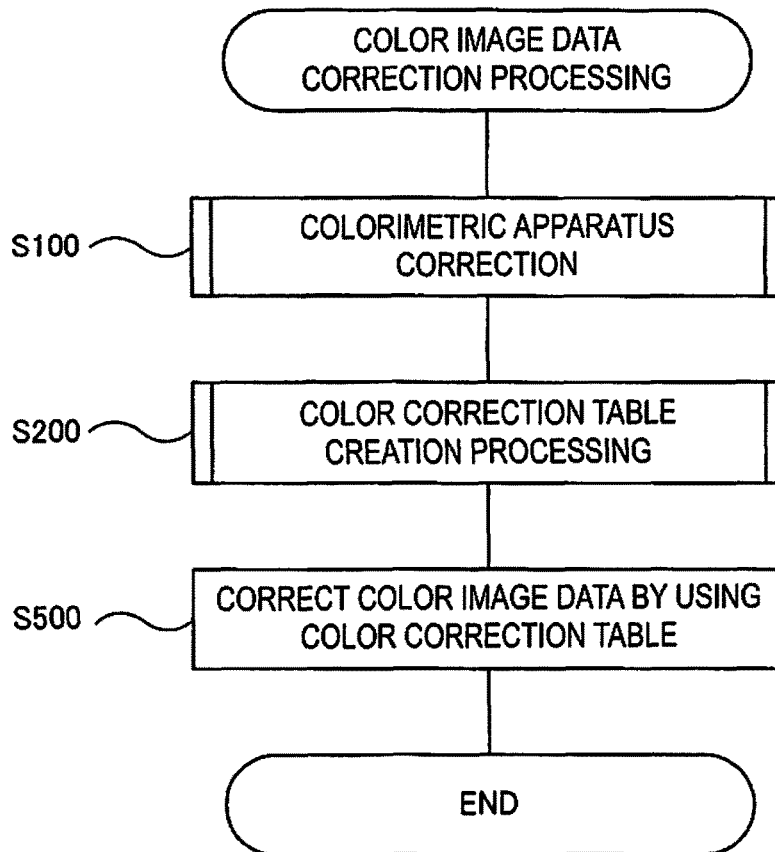 COLOR IMAGE DATA
CORRECTION PROCESSING
S100
COLORIMETRIC APPARATUS
CORRECTION
S200
COLOR CORRECTION TABLE
CREATION PROCESSING
S500
CORRECT COLOR IMAGE DATA BY USING
COLOR CORRECTION TABLE
END